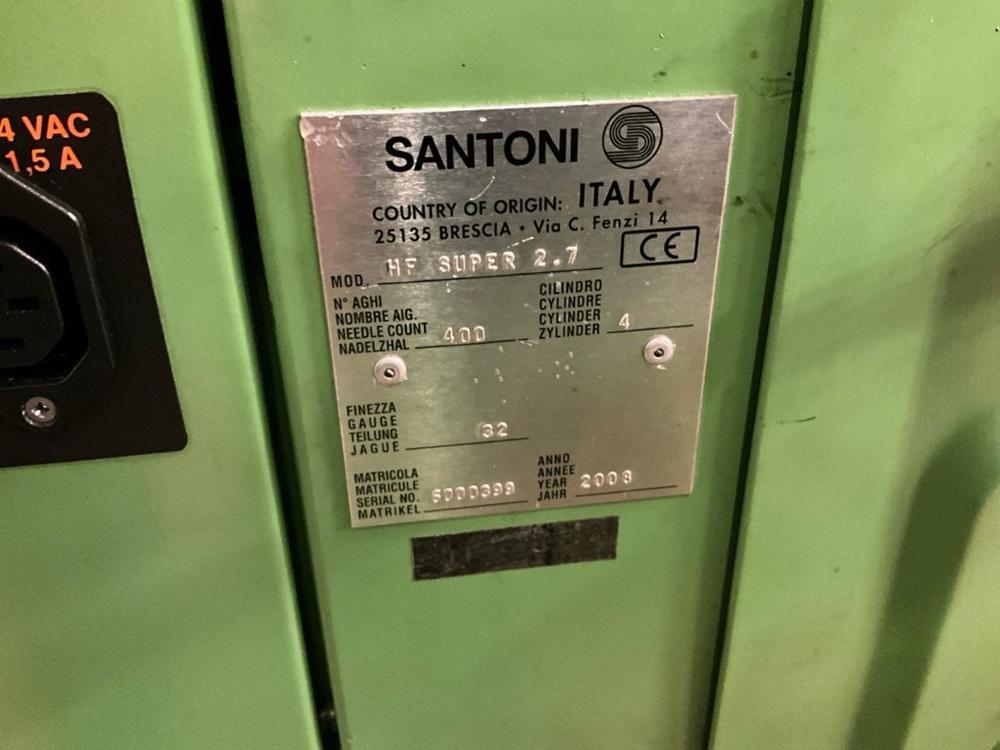 4 VAC
1,5 A
SANTONI
COUNTRY OF ORIGIN: ITALY
25135 BRESCIA • Via C. Fenzi 14
CE
MOD. HF SUPER 2.7
N° AGHI
NOMBRE AIG.
NEEDLE COUNT 400
NADELZHAL
CILINDRO
CYLINDRE
CYLINDER 4
ZYLINDER
FINEZZA
GAUGE
TEILUNG 32
JAGUE
MATRICOLA
MATRICULE
SERIAL NO.
MATRIKEL
ANNO
ANNEE
YEAR 2008
JAHR